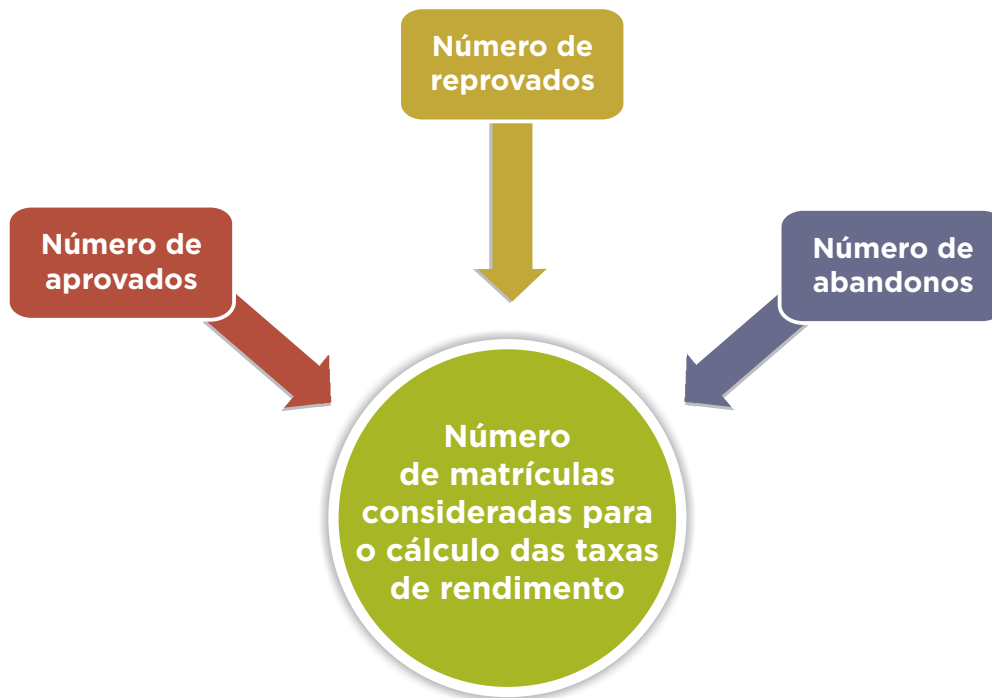 Número de
reprovados
Número de
aprovados
Número de
abandonos
Número
de matrículas
consideradas para
o cálculo das taxas
de rendimento